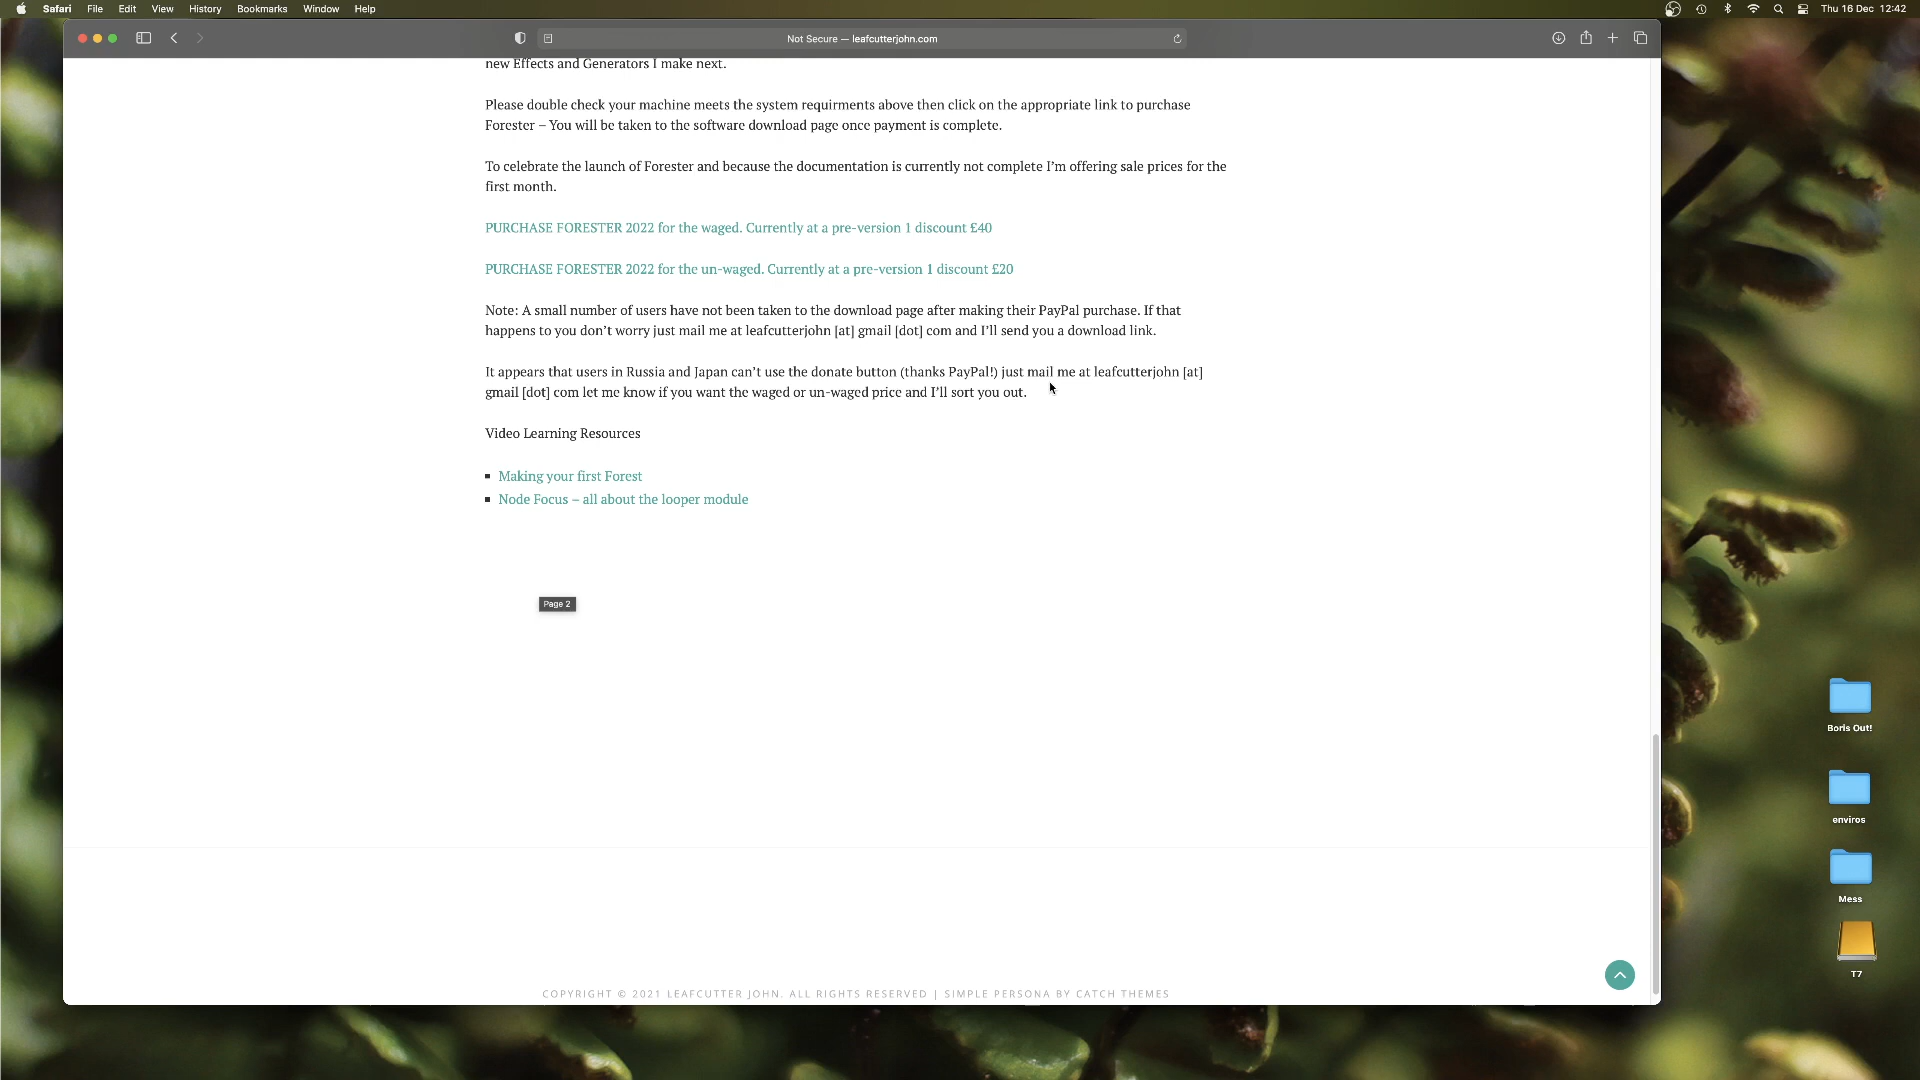 Safari File Edit View History Bookmarks Window Help
Thu 16 Dec 12:42
Not Secure — leafcutterjohn.com
new Effects and Generators I make next.
Please double check your machine meets the system requirments above then click on the appropriate link to purchase
Forester – You will be taken to the software download page once payment is complete.
To celebrate the launch of Forester and because the documentation is currently not complete I'm offering sale prices for the
first month.
PURCHASE FORESTER 2022 for the waged. Currently at a pre-version 1 discount £40
PURCHASE FORESTER 2022 for the un-waged. Currently at a pre-version 1 discount £20
Note: A small number of users have not been taken to the download page after making their PayPal purchase. If that
happens to you don't worry just mail me at leafcutterjohn [at] gmail [dot] com and I'll send you a download link.
It appears that users in Russia and Japan can't use the donate button (thanks PayPal!) just mail me at leafcutterjohn [at]
gmail [dot] com let me know if you want the waged or un-waged price and I'll sort you out.
Video Learning Resources
Making your first Forest
Node Focus – all about the looper module
Page 2
Boris Out!
enviros
Mess
T7
COPYRIGHT © 2021 LEAFCUTTER JOHN. ALL RIGHTS RESERVED | SIMPLE PERSONA BY CATCH THEMES